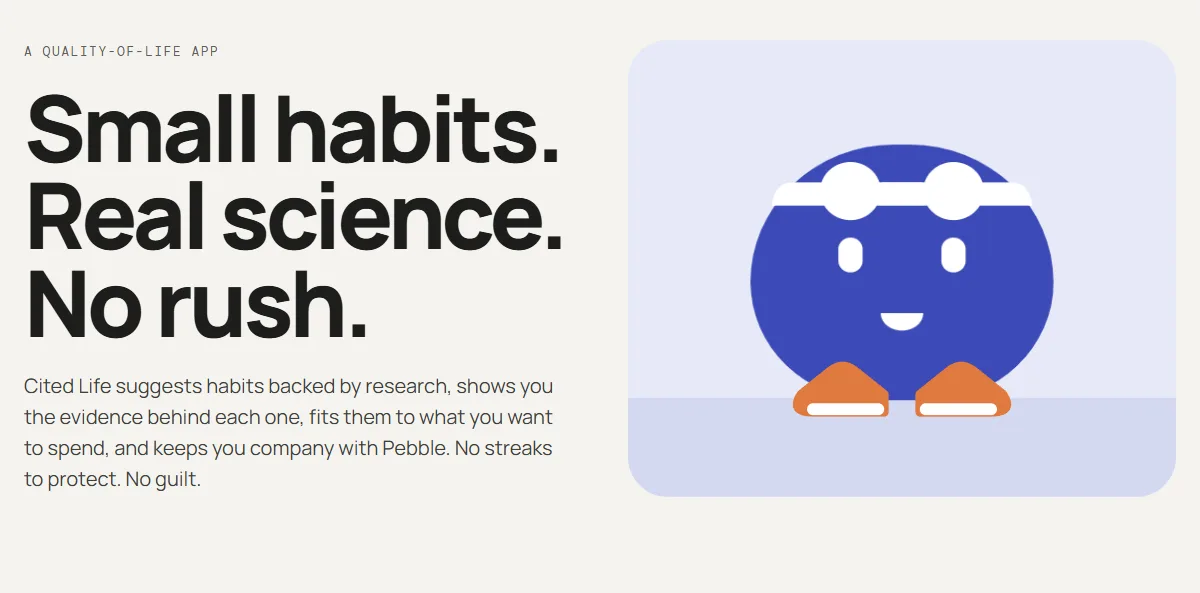 A QUALITY-OF-LIFE APP
Small habits.
Real science.
No rush.
Cited Life suggests habits backed by research, shows you
the evidence behind each one, fits them to what you want
to spend, and keeps you company with Pebble. No streaks
to protect. No guilt.